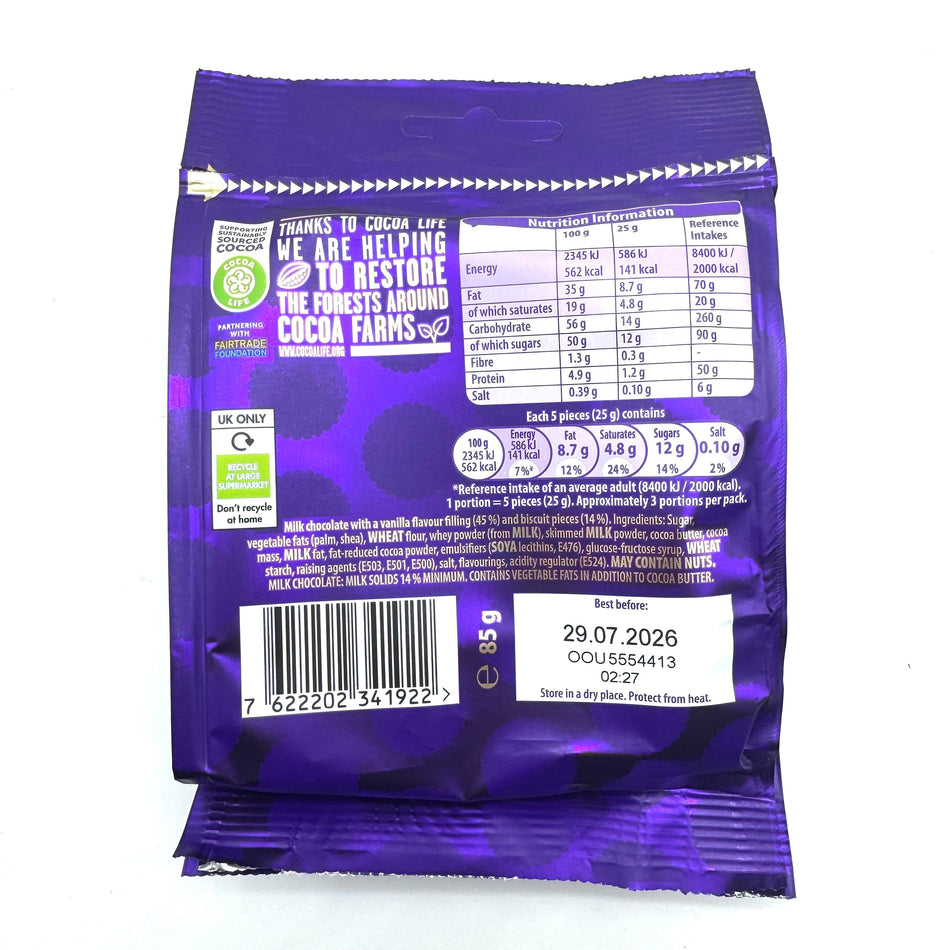 SUPPORTING
SUSTAINABLY
SOURCED
COCOA
COCOA
LIFE
PARTNERING
WITH
FAIRTRADE
FOUNDATION
THANKS TO COCOA LIFE
WE ARE HELPING
TO RESTORE
THE FORESTS AROUND
COCOA FARMS
WWW.COCOALIFE.ORG
Nutrition Information
100 g 25 g Reference Intakes
Energy 2345 kJ 586 kJ 8400 kJ /
562 kcal 141 kcal 2000 kcal
Fat 35 g 8.7 g 70 g
of which saturates 19 g 4.8 g 20 g
Carbohydrate 56 g 14 g 260 g
of which sugars 50 g 12 g 90 g
Fibre 1.3 g 0.3 g -
Protein 4.9 g 1.2 g 50 g
Salt 0.39 g 0.10 g 6 g
Each 5 pieces (25 g) contains
100 g
2345 kJ
562 kcal
Energy
586 kJ
141 kcal
7%*
Fat
8.7 g
12%
Saturates
4.8 g
24%
Sugars
12 g
14%
Salt
0.10 g
2%
*Reference intake of an average adult (8400 kJ / 2000 kcal).
1 portion = 5 pieces (25 g). Approximately 3 portions per pack.
UK ONLY
RECYCLE
AT LARGE
SUPERMARKET
Don't recycle
at home
Milk chocolate with a vanilla flavour filling (45 %) and biscuit pieces (14 %). Ingredients: Sugar,
vegetable fats (palm, shea), WHEAT flour, whey powder (from MILK), skimmed MILK powder, cocoa butter, cocoa
mass, MILK fat, fat-reduced cocoa powder, emulsifiers (SOYA lecithins, E476), glucose-fructose syrup, WHEAT
starch, raising agents (E503, E501, E500), salt, flavourings, acidity regulator (E524). MAY CONTAIN NUTS.
MILK CHOCOLATE: MILK SOLIDS 14 % MINIMUM. CONTAINS VEGETABLE FATS IN ADDITION TO COCOA BUTTER.
7 622202 341922 >
℮ 85 g
Best before:
29.07.2026
OOU5554413
02:27
Store in a dry place. Protect from heat.